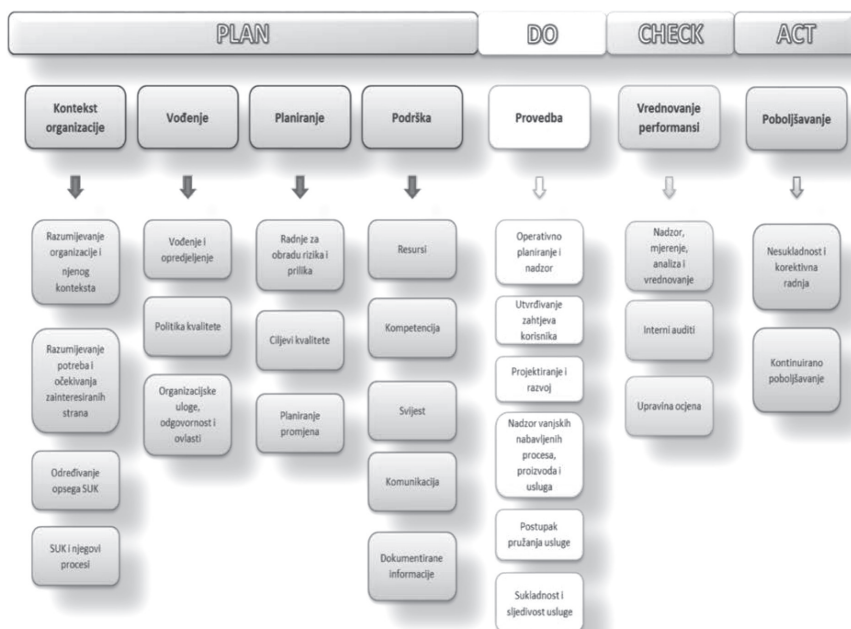 PLAN
DO
CHECK
ACT
Kontekst
organizacije
Vođenje
Planiranje
Podrška
Provedba
Vrednovanje
performansi
Poboljšavanje
Razumijevanje
organizacije i
njenog
konteksta
Razumijevanje
potreba i
očekivanja
zainteresiranih
strana
Određivanje
opsega SUK
SUK i njegovi
procesi
Vođenje i
opredjeljenje
Politika kvalitete
Organizacijske
uloge,
odgovornost i
ovlasti
Radnje za
obradu rizika i
prilika
Ciljevi kvalitete
Planiranje
promjena
Resursi
Kompetencija
Svijest
Komunikacija
Dokumentirane
informacije
Operativno
planiranje i
nadzor
Utvrđivanje
zahtjeva
korisnika
Projektiranje i
razvoj
Nadzor vanjskih
nabavljenih
procesa,
proizvoda i
usluga
Postupak
pružanja usluge
Sukladnost i
sljedivost usluge
Nadzor,
mjerenje,
analiza i
vrednovanje
Interni auditi
Upravina ocjena
Nesukladnost i
korektivna
radnja
Kontinuirano
poboljšavanje